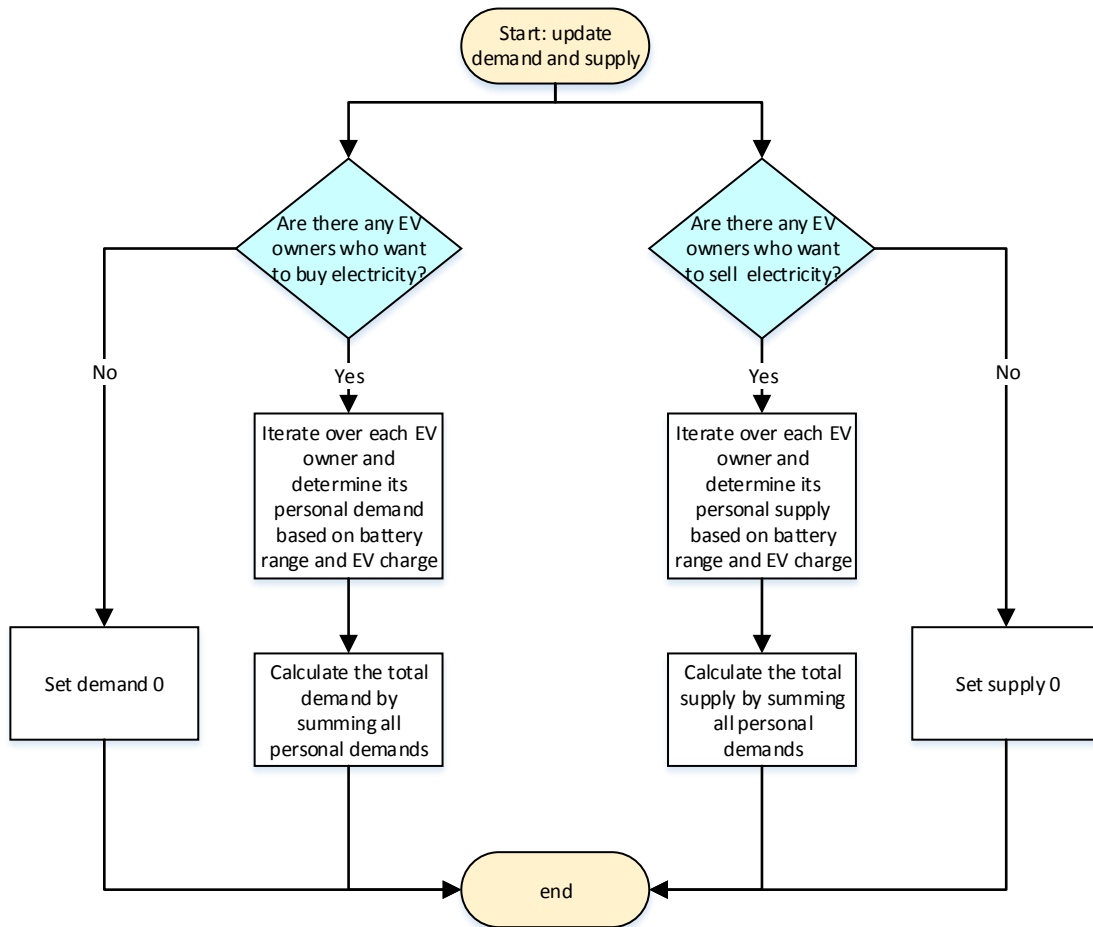 Start: update
demand and supply
Are there any EV
owners who want
to buy electricity?
Are there any EV
owners who want
to sell  electricity?
No
Yes
Yes
No
Iterate over each EV
owner and
determine its
personal demand
based on battery
range and EV charge
Iterate over each EV
owner and
determine its
personal supply
based on battery
range and EV charge
Set demand 0
Calculate the total
demand by
summing all
personal demands
Calculate the total
supply by summing
all personal
demands
Set supply 0
end